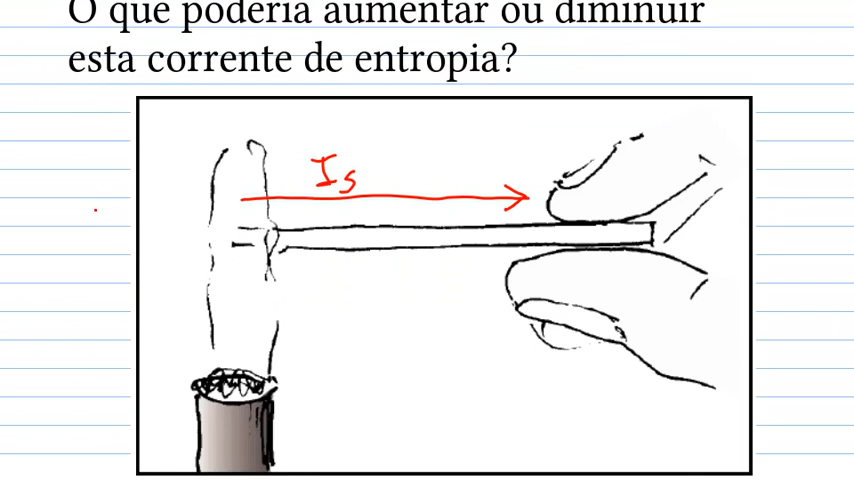 O que poderia aumentar ou diminuir
esta corrente de entropia?
I_s